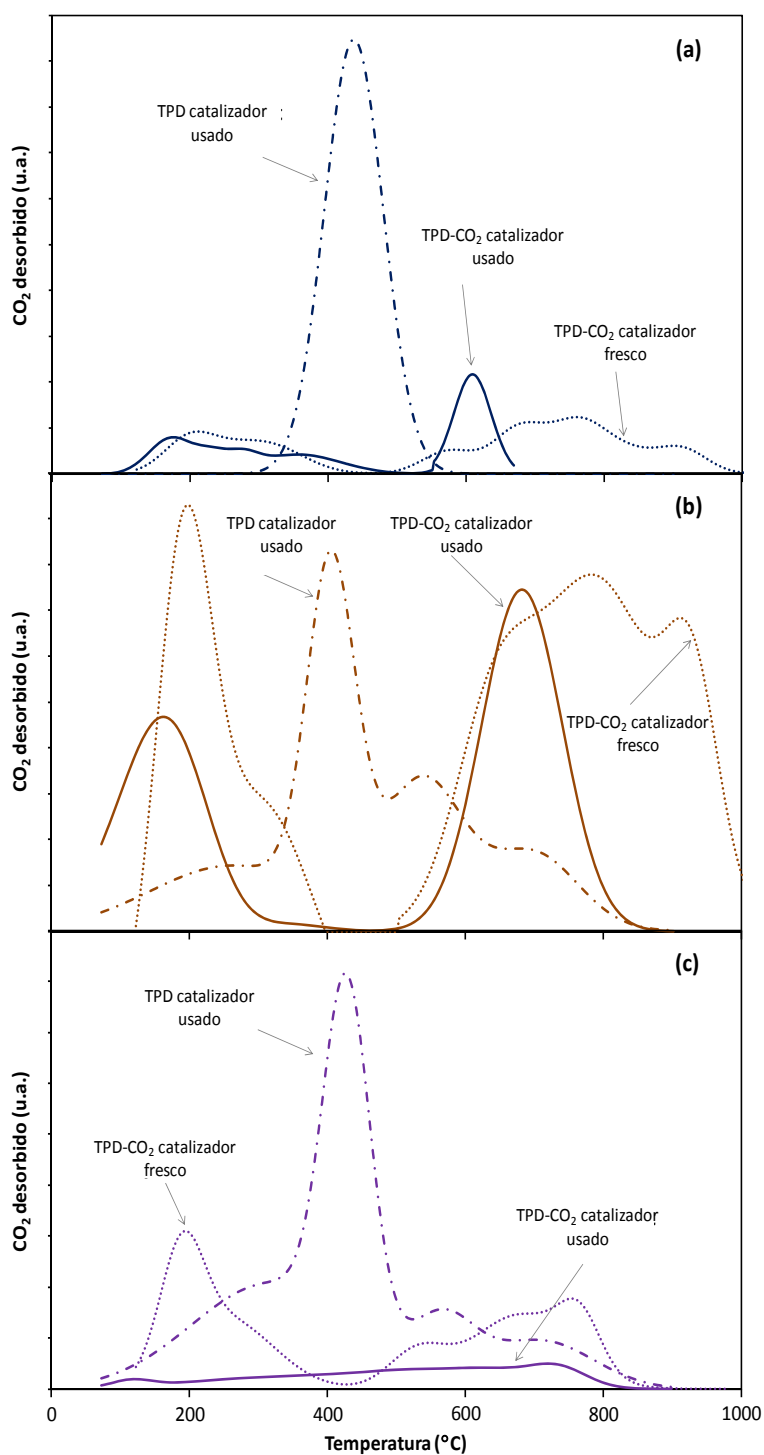 (a)
TPD catalizador
usado
TPD-CO₂ catalizador
usado
TPD-CO₂ catalizador
fresco
CO₂ desorbido (u.a.)
(b)
TPD catalizador
usado
TPD-CO₂ catalizador
usado
TPD-CO₂ catalizador
fresco
CO₂ desorbido (u.a.)
(c)
TPD catalizador
usado
TPD-CO₂ catalizador
fresco
TPD-CO₂ catalizador
usado
CO₂ desorbido (u.a.)
0 200 400 600 800 1000
Temperatura (°C)